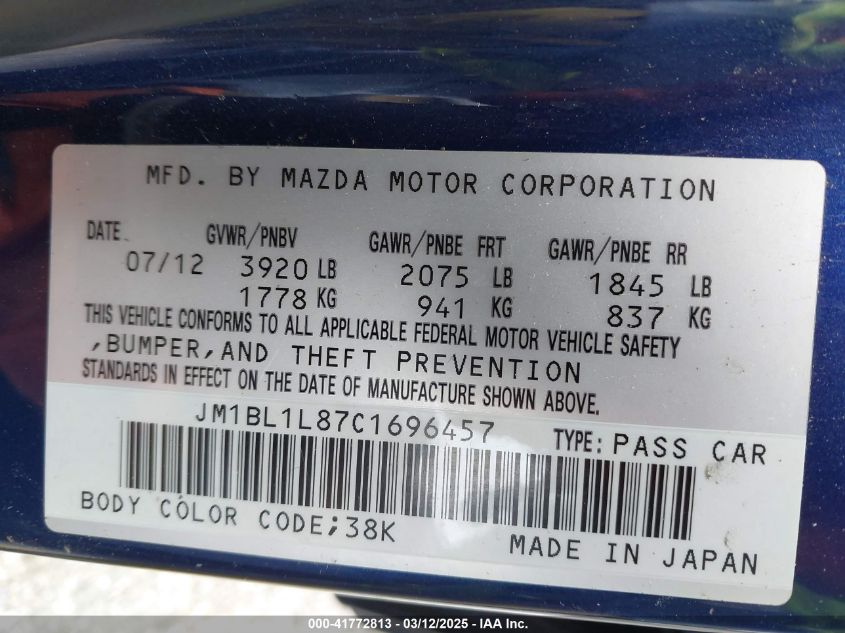 MFD. BY MAZDA MOTOR CORPORATION
DATE GVWR/PNBV GAWR/PNBE FRT GAWR/PNBE RR
07/12 3920 LB 2075 LB 1845 LB
1778 KG 941 KG 837 KG
THIS VEHICLE CONFORMS TO ALL APPLICABLE FEDERAL MOTOR VEHICLE SAFETY
,BUMPER,AND THEFT PREVENTION
STANDARDS IN EFFECT ON THE DATE OF MANUFACTURE SHOWN ABOVE.
JM1BL1L87C1696457 TYPE: PASS CAR
BODY COLOR CODE;38K
MADE IN JAPAN
000-41772813 - 03/12/2025 - IAA Inc.